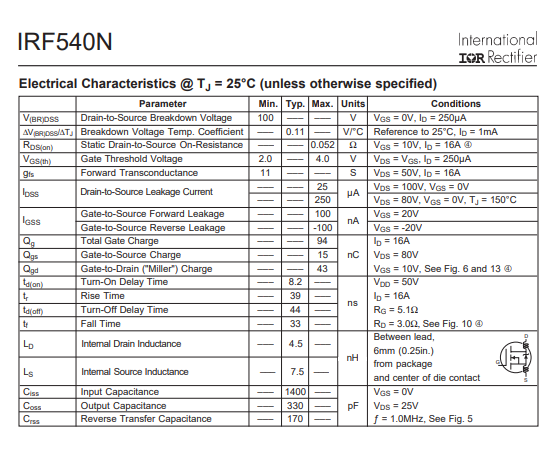 IRF540N
International
IOR Rectifier
Electrical Characteristics @ TJ = 25°C (unless otherwise specified)
Parameter Min. Typ. Max. Units Conditions
V(BR)DSS Drain-to-Source Breakdown Voltage 100 ––– ––– V VGS = 0V, ID = 250µA
ΔV(BR)DSS/ΔTJ Breakdown Voltage Temp. Coefficient ––– 0.11 ––– V/°C Reference to 25°C, ID = 1mA
RDS(on) Static Drain-to-Source On-Resistance ––– ––– 0.052 Ω VGS = 10V, ID = 16A ④
VGS(th) Gate Threshold Voltage 2.0 ––– 4.0 V VDS = VGS, ID = 250µA
gfs Forward Transconductance 11 ––– ––– S VDS = 50V, ID = 16A
IDSS Drain-to-Source Leakage Current ––– ––– 25 µA VDS = 100V, VGS = 0V
––– ––– 250 VDS = 80V, VGS = 0V, TJ = 150°C
IGSS Gate-to-Source Forward Leakage ––– ––– 100 nA VGS = 20V
Gate-to-Source Reverse Leakage ––– ––– -100 VGS = -20V
Qg Total Gate Charge ––– ––– 94 ID = 16A
Qgs Gate-to-Source Charge ––– ––– 15 nC VDS = 80V
Qgd Gate-to-Drain ("Miller") Charge ––– ––– 43 VGS = 10V, See Fig. 6 and 13 ④
td(on) Turn-On Delay Time ––– 8.2 ––– VDD = 50V
tr Rise Time ––– 39 ––– ns ID = 16A
td(off) Turn-Off Delay Time ––– 44 ––– RG = 5.1Ω
tf Fall Time ––– 33 ––– RD = 3.0Ω, See Fig. 10 ④
LD Internal Drain Inductance ––– 4.5 ––– nH Between lead,
6mm (0.25in.)
from package
LS Internal Source Inductance ––– 7.5 ––– and center of die contact
D
G
S
Ciss Input Capacitance ––– 1400 ––– VGS = 0V
Coss Output Capacitance ––– 330 ––– pF VDS = 25V
Crss Reverse Transfer Capacitance ––– 170 ––– ƒ = 1.0MHz, See Fig. 5